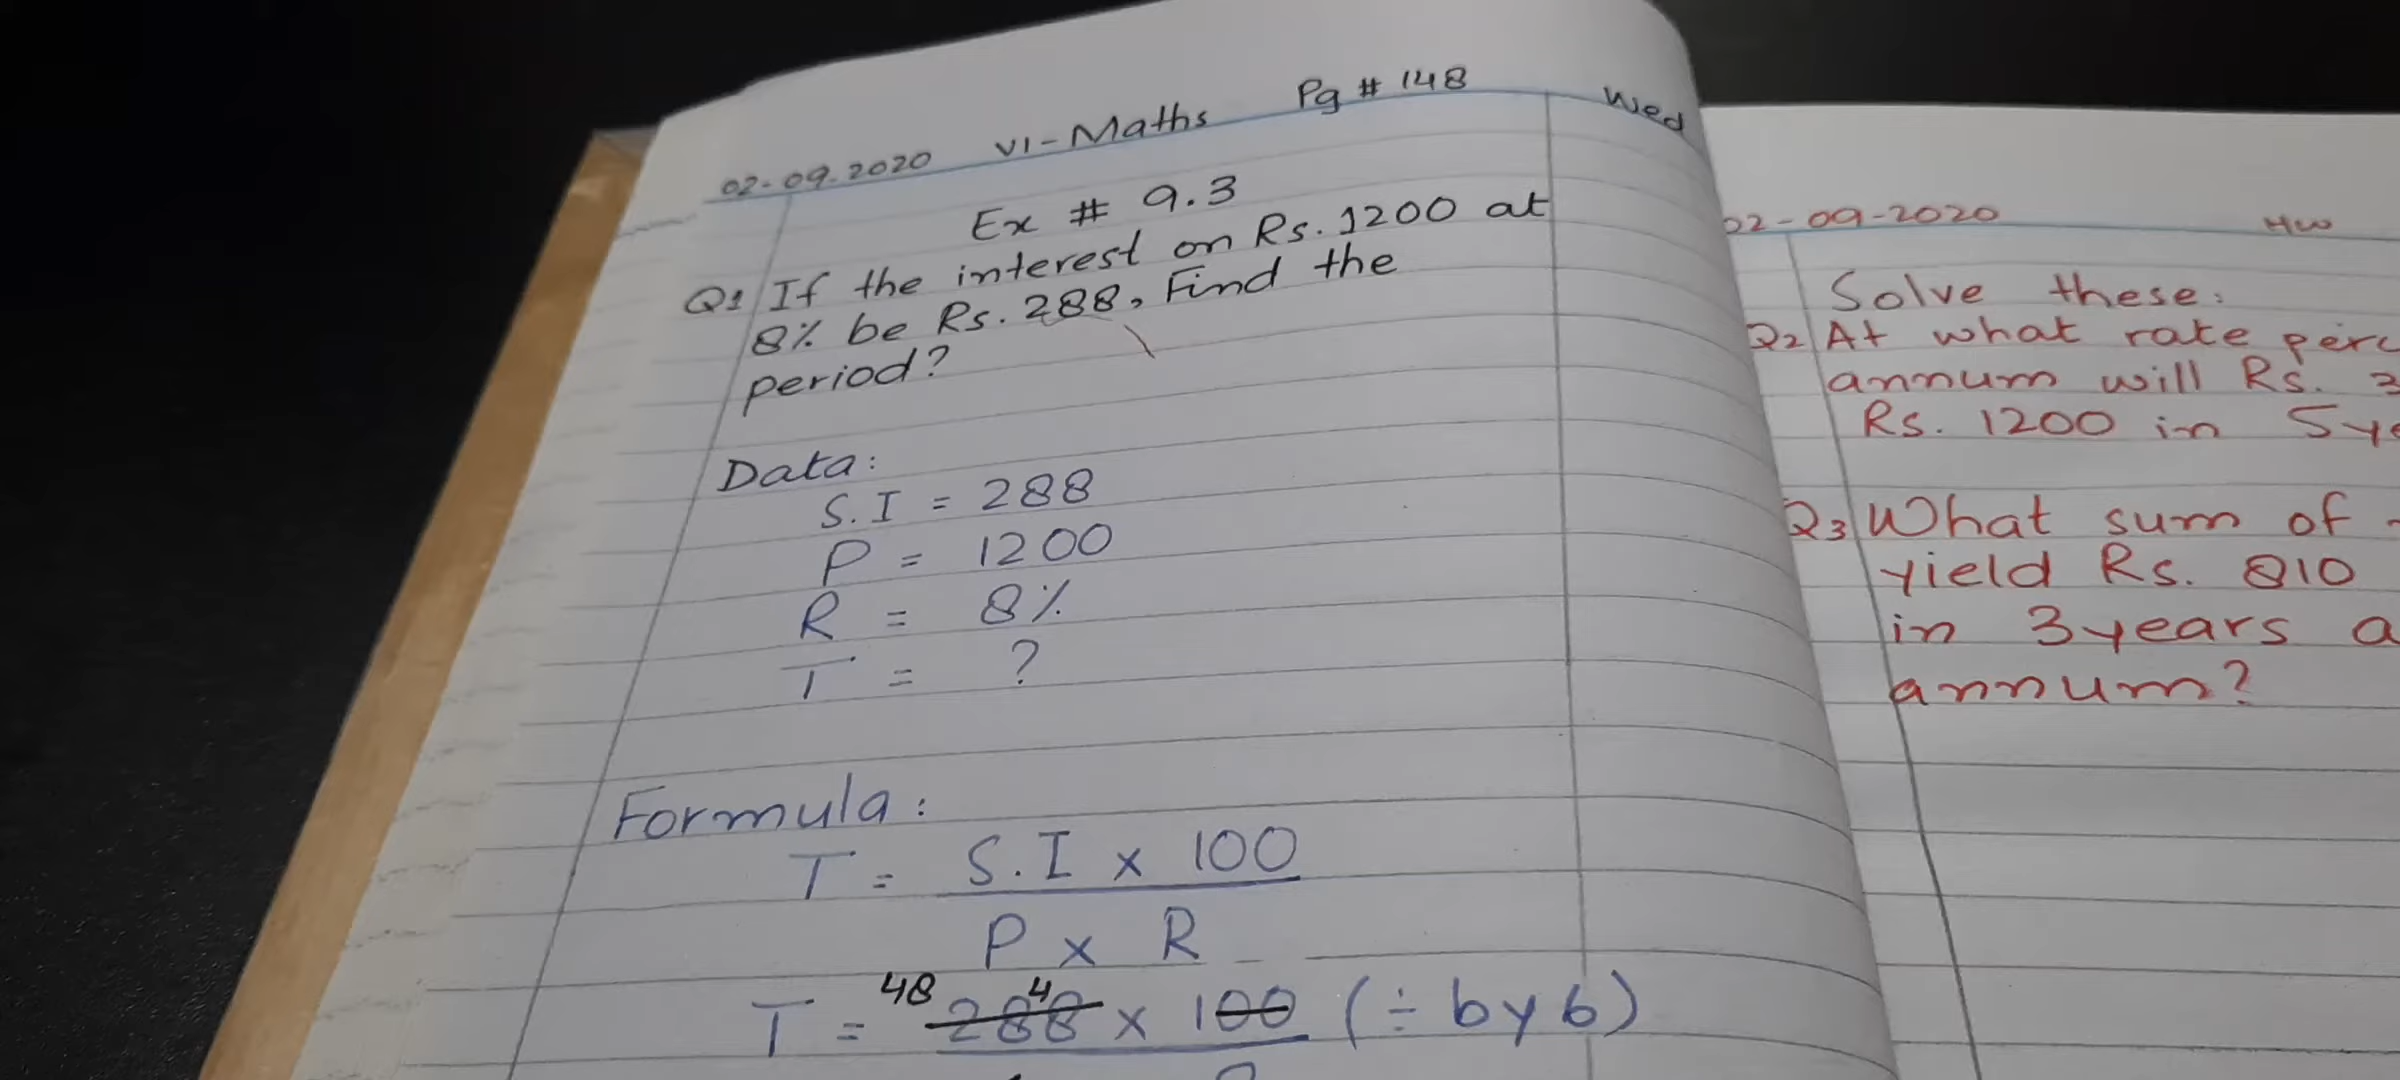 02-09.2020 VI-Maths Pg # 148 Wed
Ex # 9.3
Q1 If the interest on Rs. 1200 at
8% be Rs. 288, Find the
period?
Data:
S.I = 288
P = 1200
R = 8%
T = ?
Formula:
T = S.I x 100
P x R
48 4
T = 288 x 100 (÷ by 6)
02-09-2020 HW
Solve these:
Q2 At what rate
annum will Rs.
Rs. 1200 in 5
Q3 What sum of
yield Rs. 810
in 3 years a
annum?